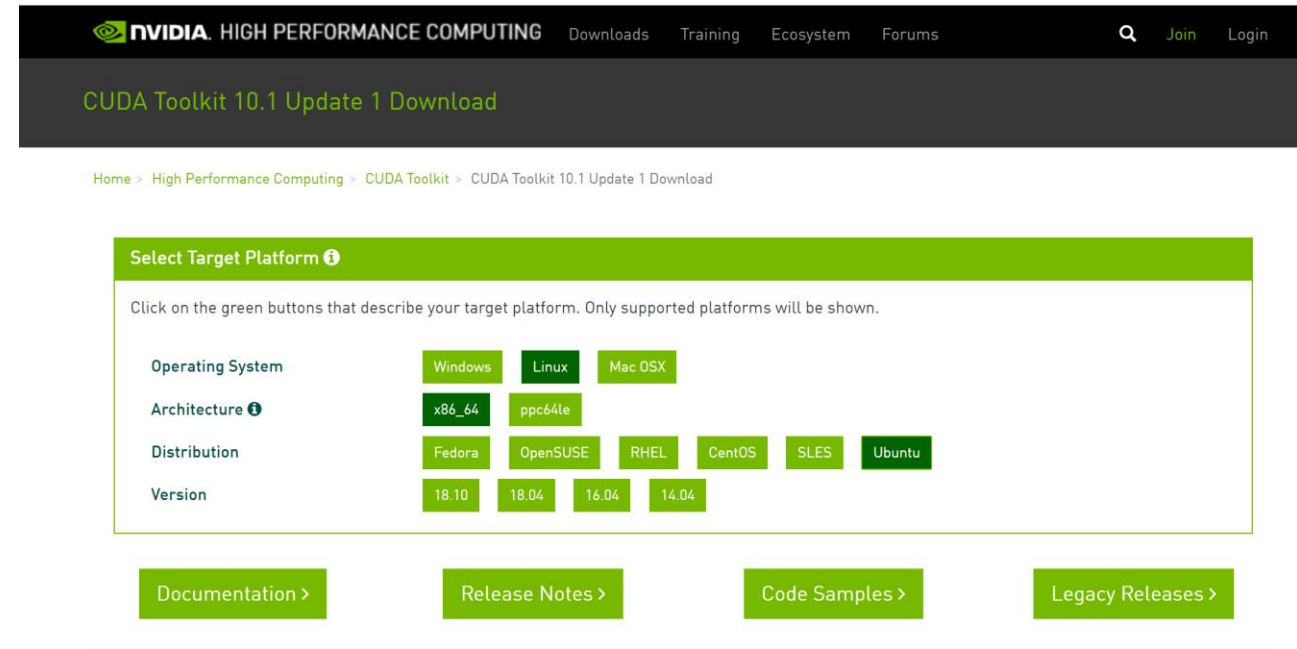 NVIDIA. HIGH PERFORMANCE COMPUTING Downloads Training Ecosystem Forums Join Login
CUDA Toolkit 10.1 Update 1 Download
Home > High Performance Computing > CUDA Toolkit > CUDA Toolkit 10.1 Update 1 Download
Select Target Platform
Click on the green buttons that describe your target platform. Only supported platforms will be shown.
Operating System Windows Linux Mac OSX
Architecture x86_64 ppc64le
Distribution Fedora OpenSUSE RHEL CentOS SLES Ubuntu
Version 18.10 18.04 16.04 14.04
Documentation > Release Notes > Code Samples > Legacy Releases >